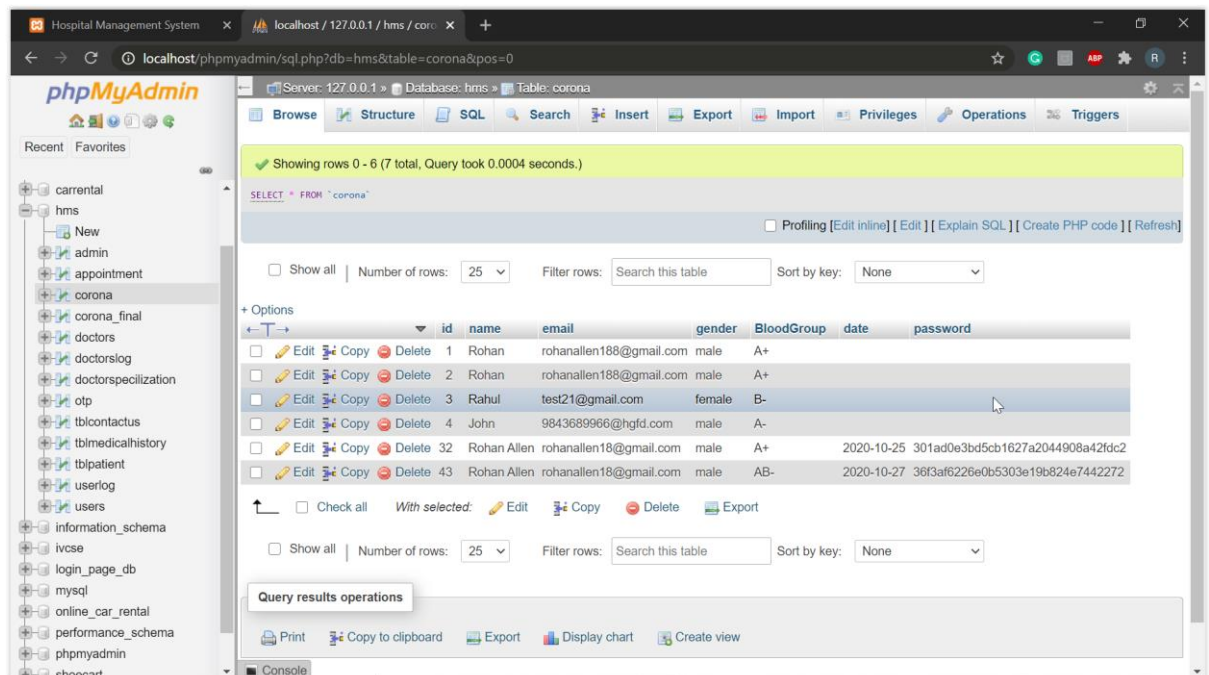 Hospital Management System
localhost / 127.0.0.1 / hms / coro
localhost/phpmyadmin/sql.php?db=hms&table=corona&pos=0
ABP
R
phpMyAdmin
Recent Favorites
carrental
hms
New
admin
appointment
corona
corona_final
doctors
doctorslog
doctorspecilization
otp
tblcontactus
tblmedicalhistory
tblpatient
userlog
users
information_schema
ivcse
login_page_db
mysql
online_car_rental
performance_schema
phpmyadmin
Server: 127.0.0.1 » Database: hms » Table: corona
Browse Structure SQL Search Insert Export Import Privileges Operations Triggers
Showing rows 0 - 6 (7 total, Query took 0.0004 seconds.)
SELECT * FROM `corona`
Profiling [Edit inline] [ Edit ] [ Explain SQL ] [ Create PHP code ] [ Refresh]
Show all | Number of rows: 25 Filter rows: Search this table Sort by key: None
+ Options
←T→ id name email gender BloodGroup date password
Edit Copy Delete 1 Rohan rohanallen188@gmail.com male A+
Edit Copy Delete 2 Rohan rohanallen188@gmail.com male A+
Edit Copy Delete 3 Rahul test21@gmail.com female B-
Edit Copy Delete 4 John 9843689966@hgfd.com male A-
Edit Copy Delete 32 Rohan Allen rohanallen18@gmail.com male A+ 2020-10-25 301ad0e3bd5cb1627a2044908a42fdc2
Edit Copy Delete 43 Rohan Allen rohanallen18@gmail.com male AB- 2020-10-27 36f3af6226e0b5303e19b824e7442272
Check all With selected: Edit Copy Delete Export
Show all | Number of rows: 25 Filter rows: Search this table Sort by key: None
Query results operations
Print Copy to clipboard Export Display chart Create view
Console